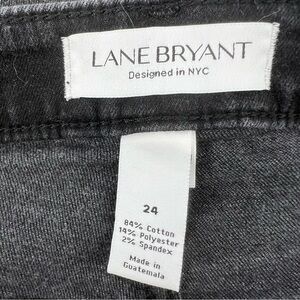 LANE BRYANT
Designed in NYC
24
84% Cotton
14% Polyester
2% Spandex
Made in
Guatemala